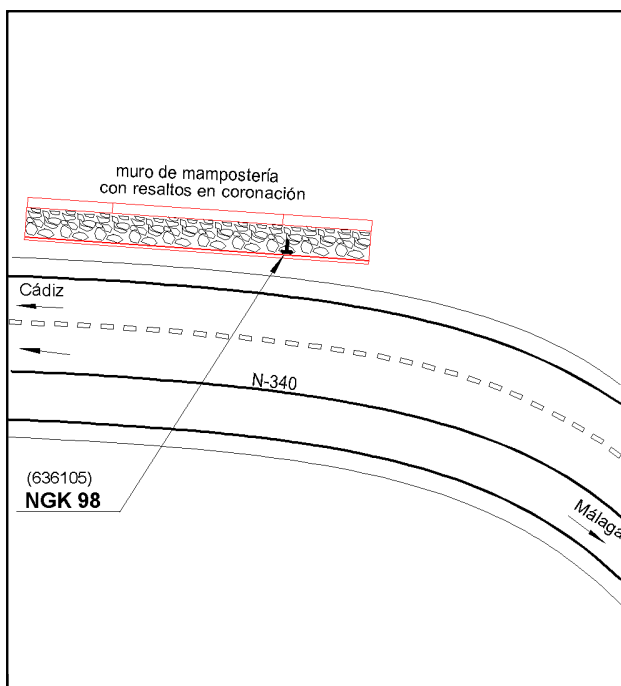 muro de mampostería
con resaltos en coronación
Cádiz
N-340
(636105)
NGK 98
Málaga